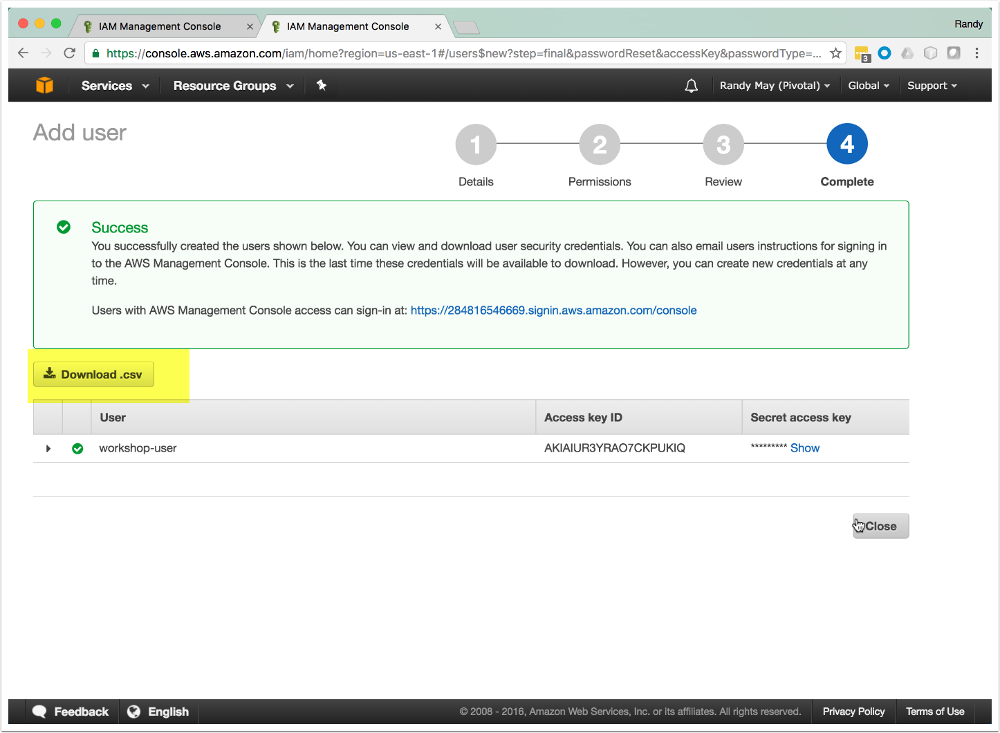 IAM Management Console
IAM Management Console
Randy
https://console.aws.amazon.com/iam/home?region=us-east-1#/users$new?step=final&passwordReset&accessKey&passwordType=...
3
Services
Resource Groups
Randy May (Pivotal)
Global
Support
Add user
1
2
3
4
Details
Permissions
Review
Complete
Success
You successfully created the users shown below. You can view and download user security credentials. You can also email users instructions for signing in
to the AWS Management Console. This is the last time these credentials will be available to download. However, you can create new credentials at any
time.
Users with AWS Management Console access can sign-in at: https://284816546669.signin.aws.amazon.com/console
Download .csv
User
Access key ID
Secret access key
workshop-user
AKIAIUR3YRAO7CKPUKIQ
********* Show
Close
Feedback
English
© 2008 - 2016, Amazon Web Services, Inc. or its affiliates. All rights reserved.
Privacy Policy
Terms of Use